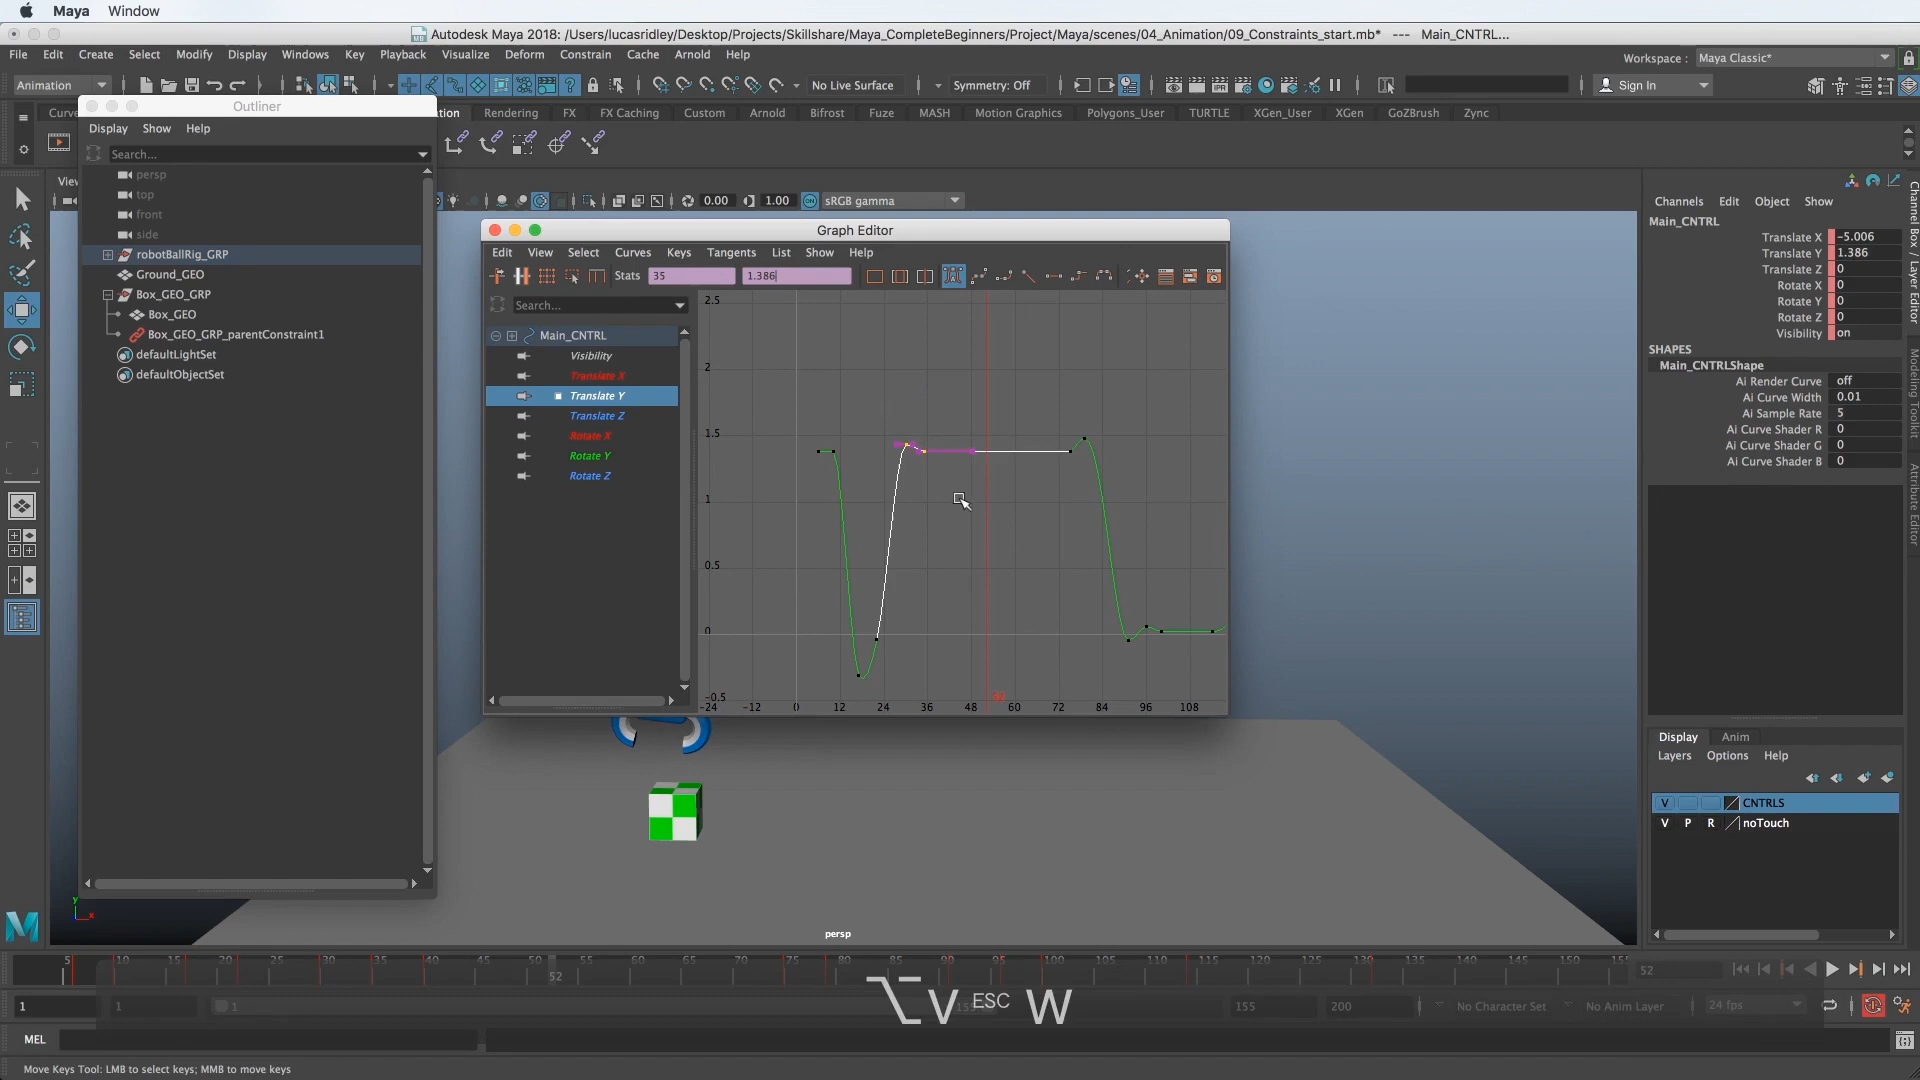 Maya Window
Autodesk Maya 2018: /Users/lucasridley/Desktop/Projects/Skillshare/Maya_CompleteBeginners/Project/Maya/scenes/04_Animation/09_Constraints_start.mb* --- Main_CNTRL...
File Edit Create Select Modify Display Windows Key Playback Visualize Deform Constrain Cache Arnold Help
Workspace : Maya Classic*
Animation
No Live Surface
Symmetry: Off
Sign In
Outliner
Rendering FX FX Caching Custom Arnold Bifrost Fuze MASH Motion Graphics Polygons_User TURTLE XGen_User XGen GoZBrush Zync
Display Show Help
Search...
persp
top
front
side
robotBallRig_GRP
Ground_GEO
Box_GEO_GRP
Box_GEO
Box_GEO_GRP_parentConstraint1
defaultLightSet
defaultObjectSet
0.00 1.00 sRGB gamma
Graph Editor
Edit View Select Curves Keys Tangents List Show Help
Stats 35 1.386
Search...
Main_CNTRL
Visibility
Translate X
Translate Y
Translate Z
Rotate X
Rotate Y
Rotate Z
2.5
2
1.5
1
0.5
0
-0.5
-24 -12 0 12 24 36 48 60 72 84 96 108
Channels Edit Object Show
Main_CNTRL
Translate X -5.006
Translate Y 1.386
Translate Z 0
Rotate X 0
Rotate Y 0
Rotate Z 0
Visibility on
SHAPES
Main_CNTRLShape
Ai Render Curve off
Ai Curve Width 0.01
Ai Sample Rate 5
Ai Curve Shader R 0
Ai Curve Shader G 0
Ai Curve Shader B 0
Channel Box / Layer Editor
Modeling Toolkit
Attribute Editor
Display Anim
Layers Options Help
V CNTRLS
V P R noTouch
persp
5 10 15 20 25 30 35 40 45 50 55 60 65 70 75 80 85 90 95 100 105 110 115 120 125 130 135 140 145 150
52
52
1 1 1 155 200 No Character Set No Anim Layer 24 fps
⌥V ESC W
MEL
Move Keys Tool: LMB to select keys; MMB to move keys